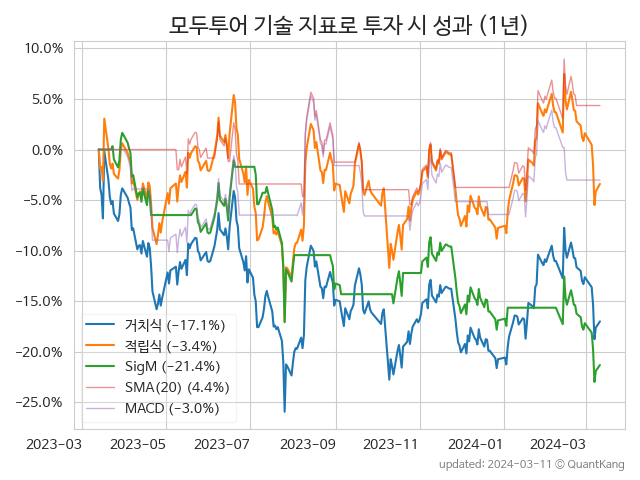 모두투어 기술 지표로 투자 시 성과 (1년)
10.0%
5.0%
0.0%
−5.0%
−10.0%
−15.0%
−20.0%
−25.0%
거치식 (−17.1%)
적립식 (−3.4%)
SigM (−21.4%)
SMA(20) (4.4%)
MACD (−3.0%)
2023-03 2023-05 2023-07 2023-09 2023-11 2024-01 2024-03
updated: 2024-03-11 © QuantKang